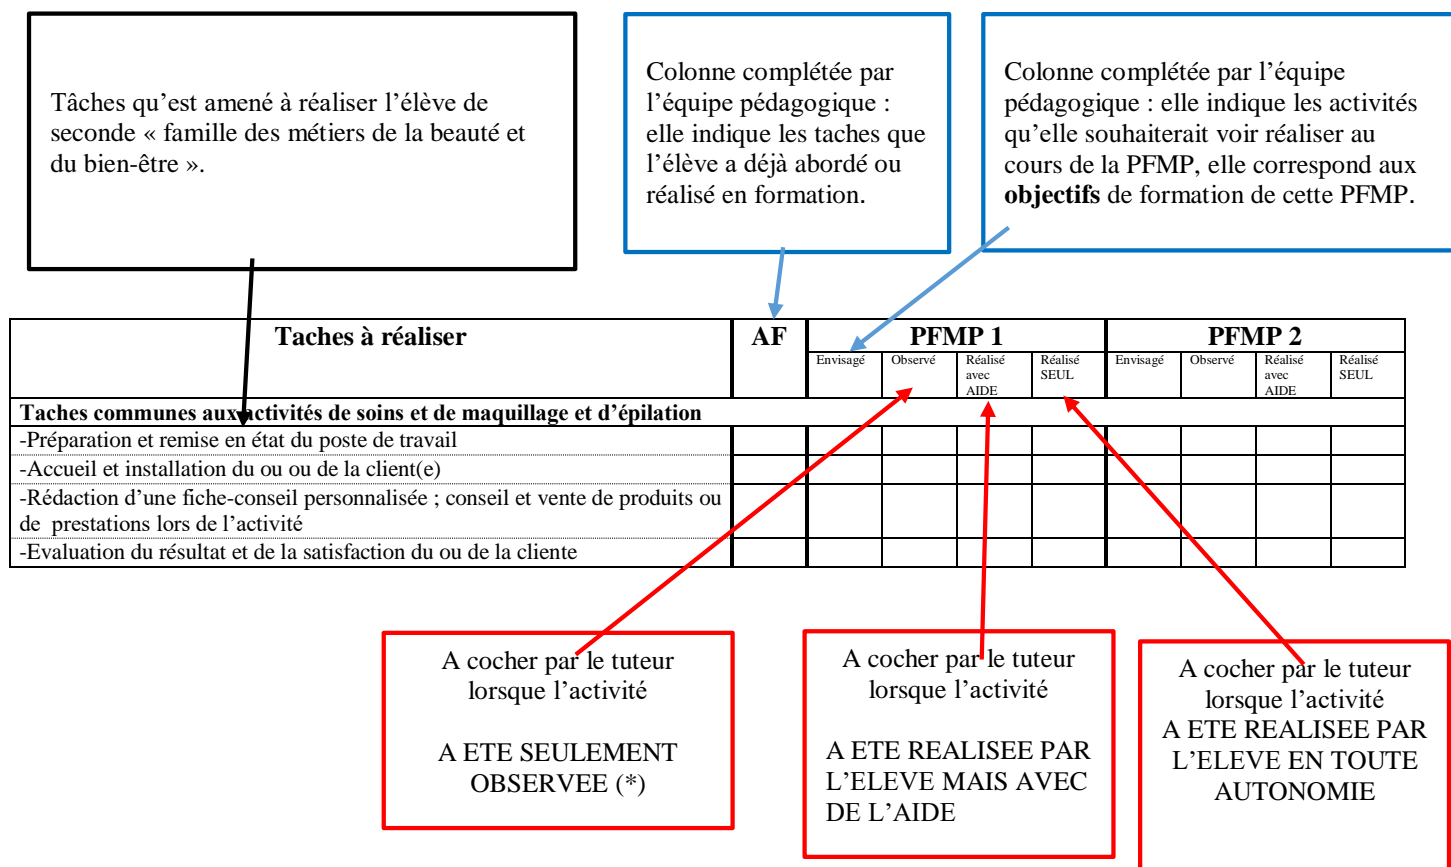 Tâches qu’est amené à réaliser l’élève de
seconde « famille des métiers de la beauté et
du bien-être ».
Colonne complétée par
l’équipe pédagogique :
elle indique les taches que
l’élève a déjà abordé ou
réalisé en formation.
Colonne complétée par l’équipe
pédagogique : elle indique les activités
qu’elle souhaiterait voir réaliser au
cours de la PFMP, elle correspond aux
objectifs de formation de cette PFMP.
Taches à réaliser
AF
PFMP 1
PFMP 2
Envisagé
Observé
Réalisé
avec
AIDE
Réalisé
SEUL
Envisagé
Observé
Réalisé
avec
AIDE
Réalisé
SEUL
Taches communes aux activités de soins et de maquillage et d’épilation
-Préparation et remise en état du poste de travail
-Accueil et installation du ou ou de la client(e)
-Rédaction d’une fiche-conseil personnalisée ; conseil et vente de produits ou
de prestations lors de l’activité
-Evaluation du résultat et de la satisfaction du ou de la cliente
A cocher par le tuteur
lorsque l’activité
A ETE SEULEMENT
OBSERVEE (*)
A cocher par le tuteur
lorsque l’activité
A ETE REALISEE PAR
L’ELEVE MAIS AVEC
DE L’AIDE
A cocher par le tuteur
lorsque l’activité
A ETE REALISEE PAR
L’ELEVE EN TOUTE
AUTONOMIE